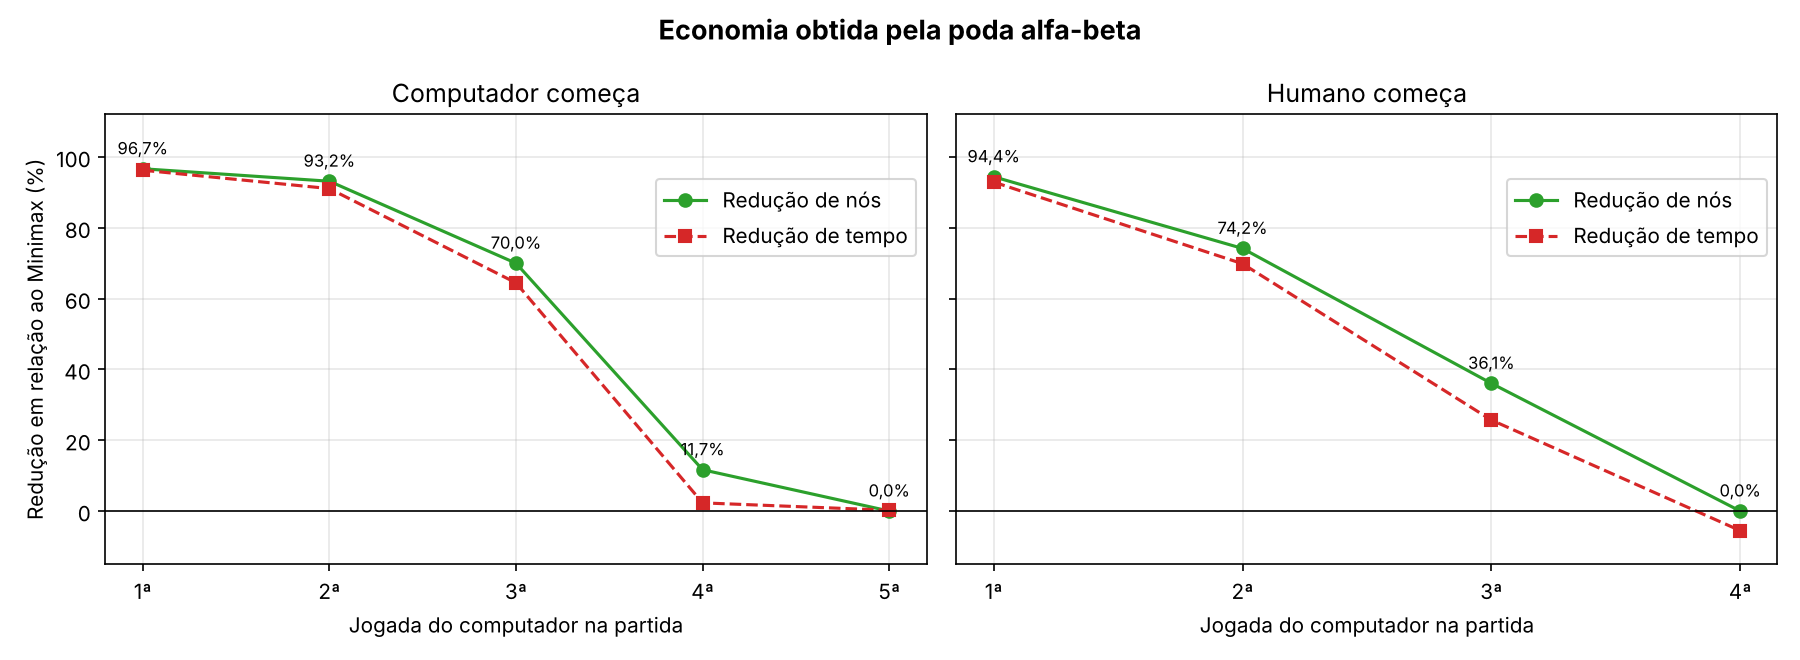 Economia obtida pela poda alfa-beta
Computador começa
Redução em relação ao Minimax (%)
100
80
60
40
20
0
96,7%
93,2%
70,0%
11,7%
0,0%
Redução de nós
Redução de tempo
1ª
2ª
3ª
4ª
5ª
Jogada do computador na partida
Humano começa
94,4%
74,2%
36,1%
0,0%
Redução de nós
Redução de tempo
1ª
2ª
3ª
4ª
Jogada do computador na partida